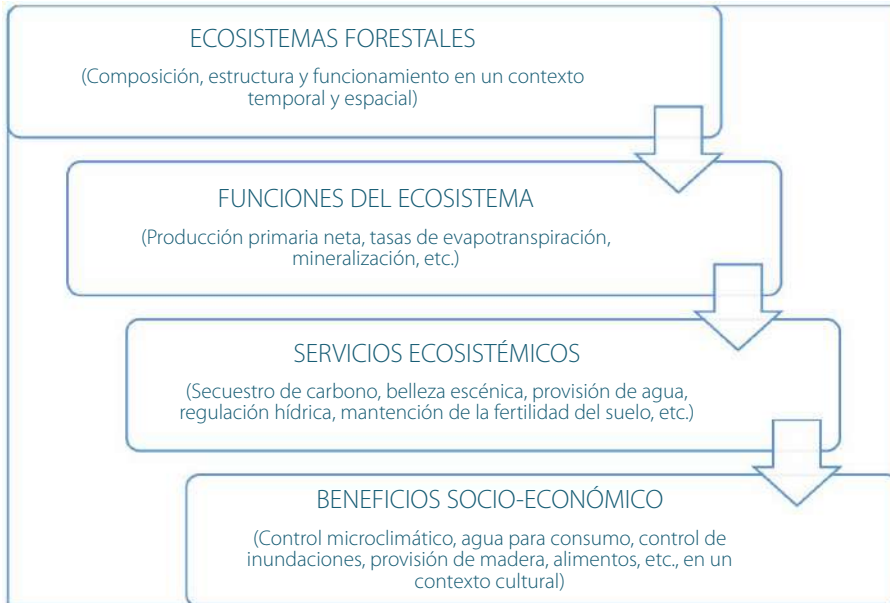 ECOSISTEMAS FORESTALES
(Composición, estructura y funcionamiento en un contexto
temporal y espacial)
FUNCIONES DEL ECOSISTEMA
(Producción primaria neta, tasas de evapotranspiración,
mineralización, etc.)
SERVICIOS ECOSISTÉMICOS
(Secuestro de carbono, belleza escénica, provisión de agua,
regulación hídrica, mantención de la fertilidad del suelo, etc.)
BENEFICIOS SOCIO-ECONÓMICO
(Control microclimático, agua para consumo, control de
inundaciones, provisión de madera, alimentos, etc., en un
contexto cultural)